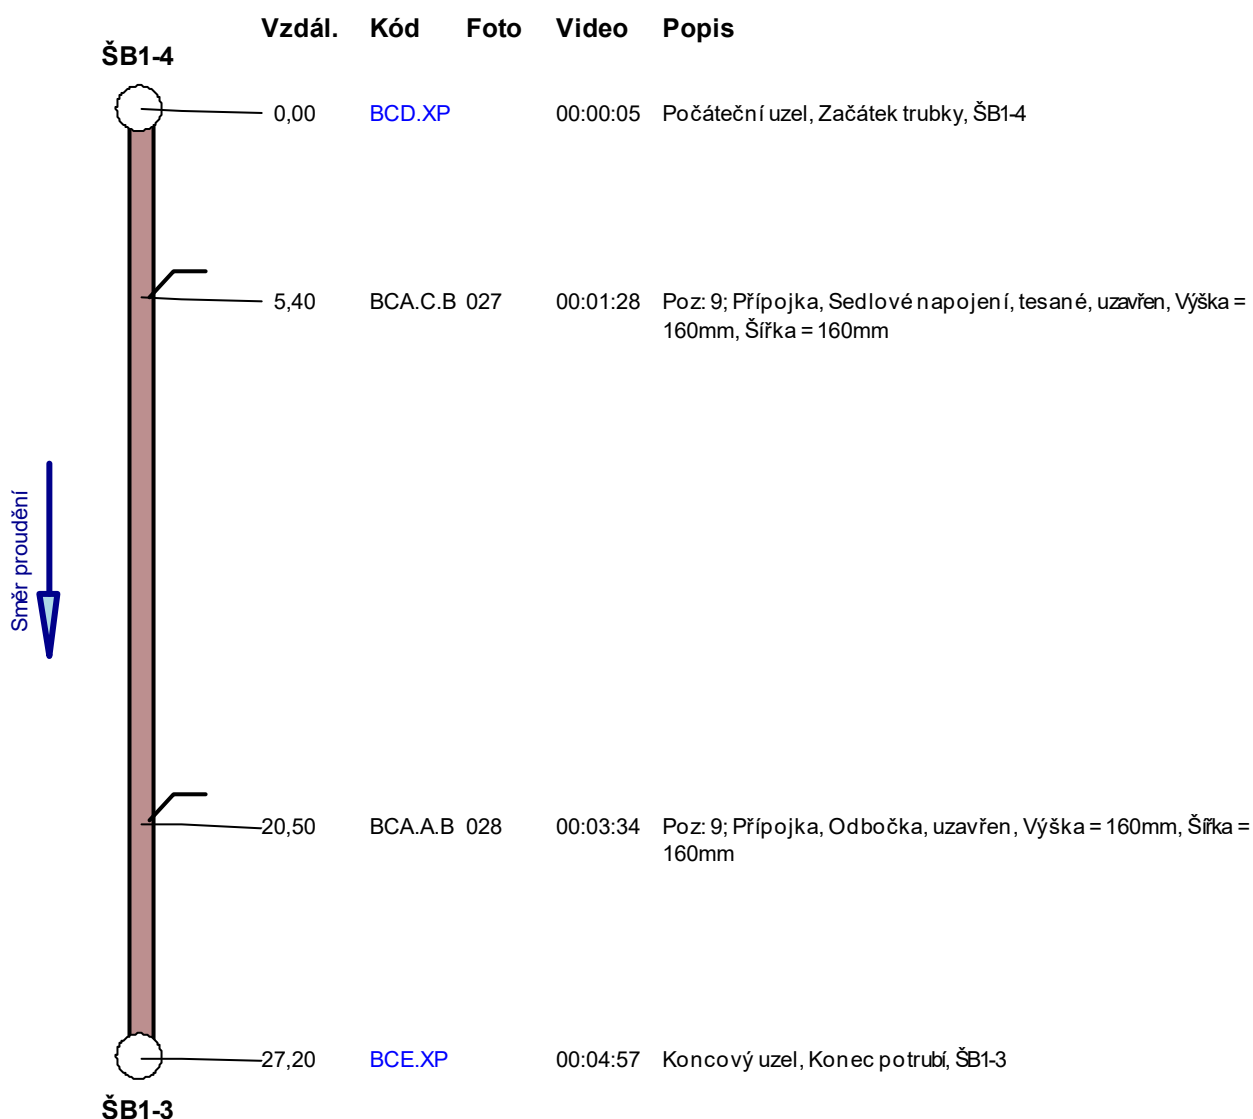 Vzdál. Kód Foto Video Popis
ŠB1-4
0,00 BCD.XP 00:00:05 Počáteční uzel, Začátek trubky, ŠB1-4
5,40 BCA.C.B 027 00:01:28 Poz: 9; Přípojka, Sedlové napojení, tesané, uzavřen, Výška =
160mm, Šířka = 160mm
Směr proudění
20,50 BCA.A.B 028 00:03:34 Poz: 9; Přípojka, Odbočka, uzavřen, Výška = 160mm, Šířka =
160mm
27,20 BCE.XP 00:04:57 Koncový uzel, Konec potrubí, ŠB1-3
ŠB1-3